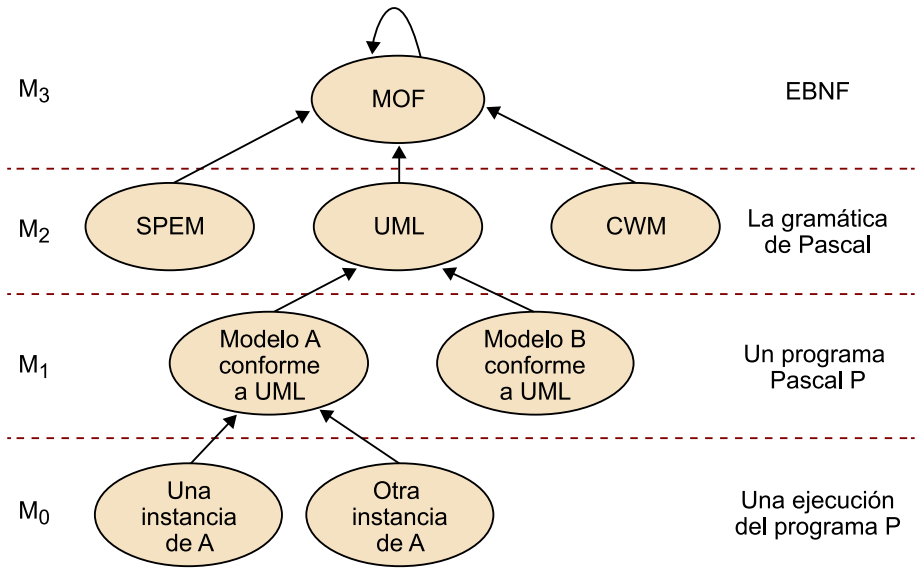 M3
MOF
EBNF
M2
SPEM
UML
CWM
La gramática
de Pascal
M1
Modelo A
conforme
a UML
Modelo B
conforme
a UML
Un programa
Pascal P
M0
Una
instancia
de A
Otra
instancia
de A
Una ejecución
del programa P